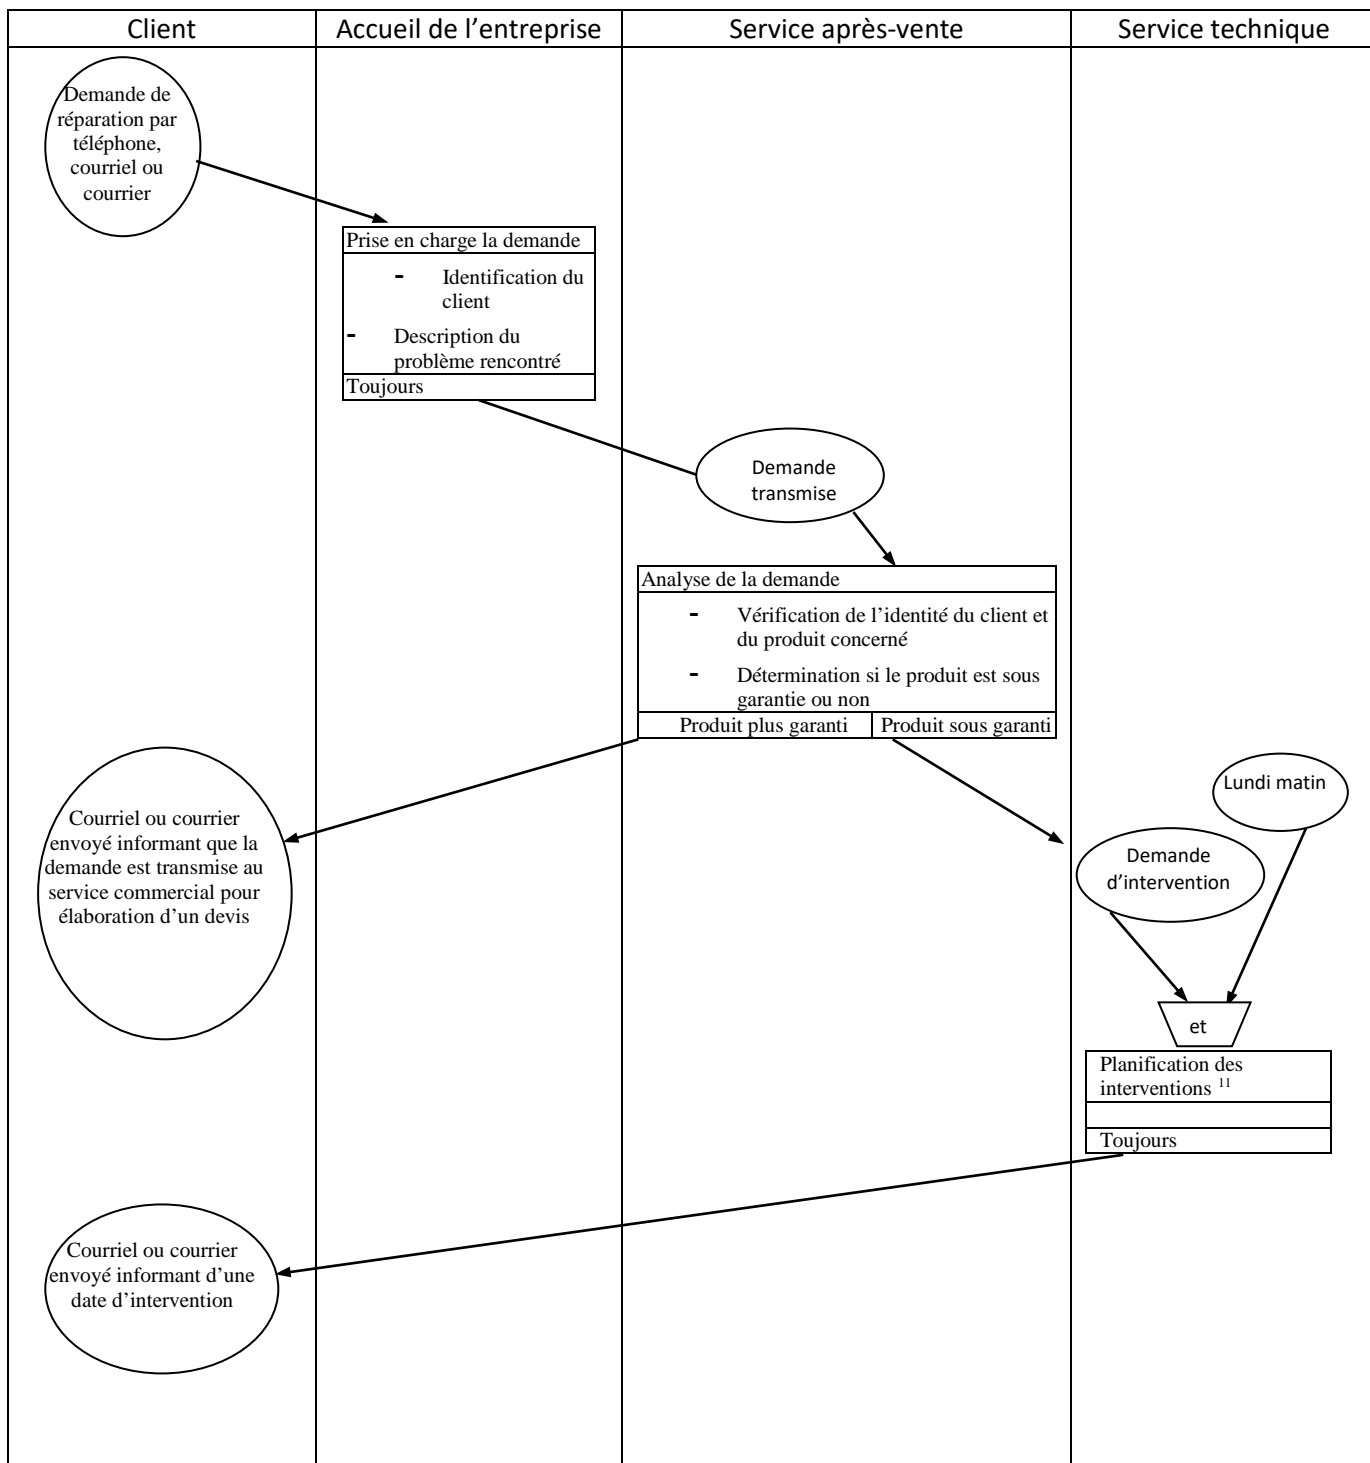 Client
Accueil de l’entreprise
Service après-vente
Service technique
Demande de
réparation par
téléphone,
courriel ou
courrier
Prise en charge la demande
- Identification du
client
- Description du
problème rencontré
Toujours
Demande
transmise
Analyse de la demande
- Vérification de l’identité du client et
du produit concerné
- Détermination si le produit est sous
garantie ou non
Produit plus garanti
Produit sous garanti
Courriel ou courrier
envoyé informant que la
demande est transmise au
service commercial pour
élaboration d’un devis
Lundi matin
Demande
d’intervention
et
Planification des
interventions 11
Toujours
Courriel ou courrier
envoyé informant d’une
date d’intervention